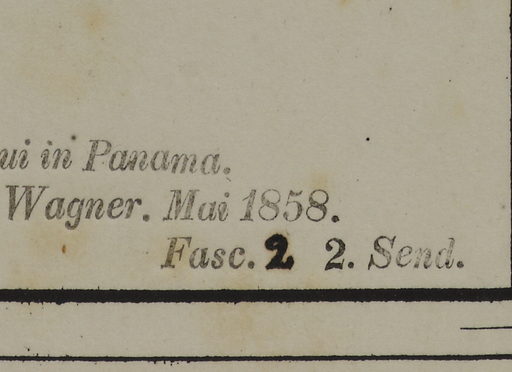 ui in Panama.
Wagner. Mai 1858.
Fasc. 2 2. Send.